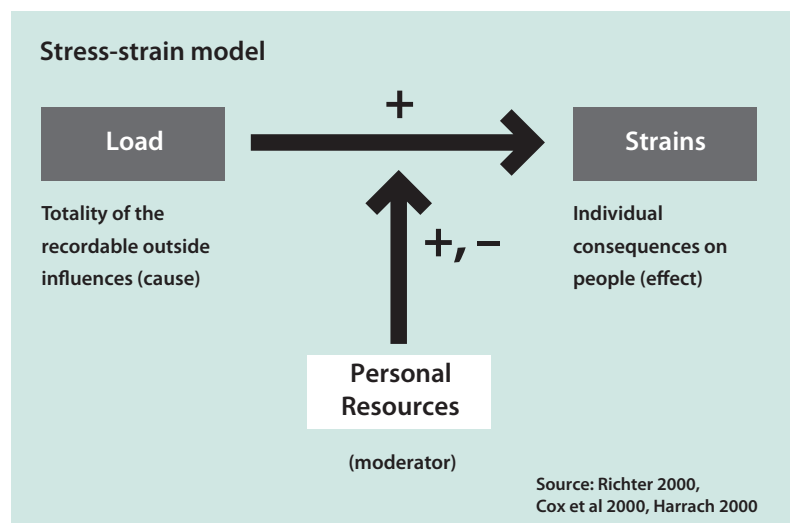 Stress-strain model
+
Load
Strains
Totality of the
recordable outside
influences (cause)
Individual
consequences on
people (effect)
+, –
Personal
Resources
(moderator)
Source: Richter 2000,
Cox et al 2000, Harrach 2000